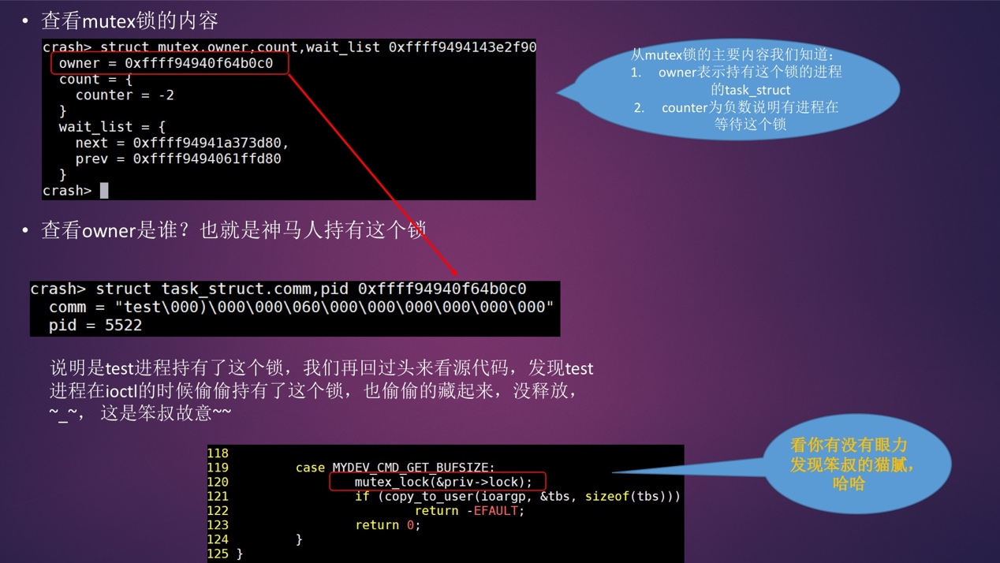 • 查看mutex锁的内容
crash> struct mutex.owner,count,wait_list 0xffff9494143e2f90
owner = 0xffff94940f64b0c0
count = {
counter = -2
}
wait_list = {
next = 0xffff94941a373d80,
prev = 0xffff9494061ffd80
}
crash>
从mutex锁的主要内容我们知道：
1. owner表示持有这个锁的进程
的task_struct
2. counter为负数说明有进程在
等待这个锁
• 查看owner是谁？也就是神马人持有这个锁
crash> struct task_struct.comm,pid 0xffff94940f64b0c0
comm = "test\000)\000\000\060\000\000\000\000\000\000"
pid = 5522
说明是test进程持有了这个锁，我们再回过头来看源代码，发现test
进程在ioctl的时候偷偷持有了这个锁，也偷偷的藏起来，没释放，
~_~， 这是笨叔故意~~
118
119 case MYDEV_CMD_GET_BUFSIZE:
120 mutex_lock(&priv->lock);
121 if (copy_to_user(ioargp, &tbs, sizeof(tbs)))
122 return -EFAULT;
123 return 0;
124 }
125 }
看你有没有眼力
发现笨叔的猫腻，
哈哈